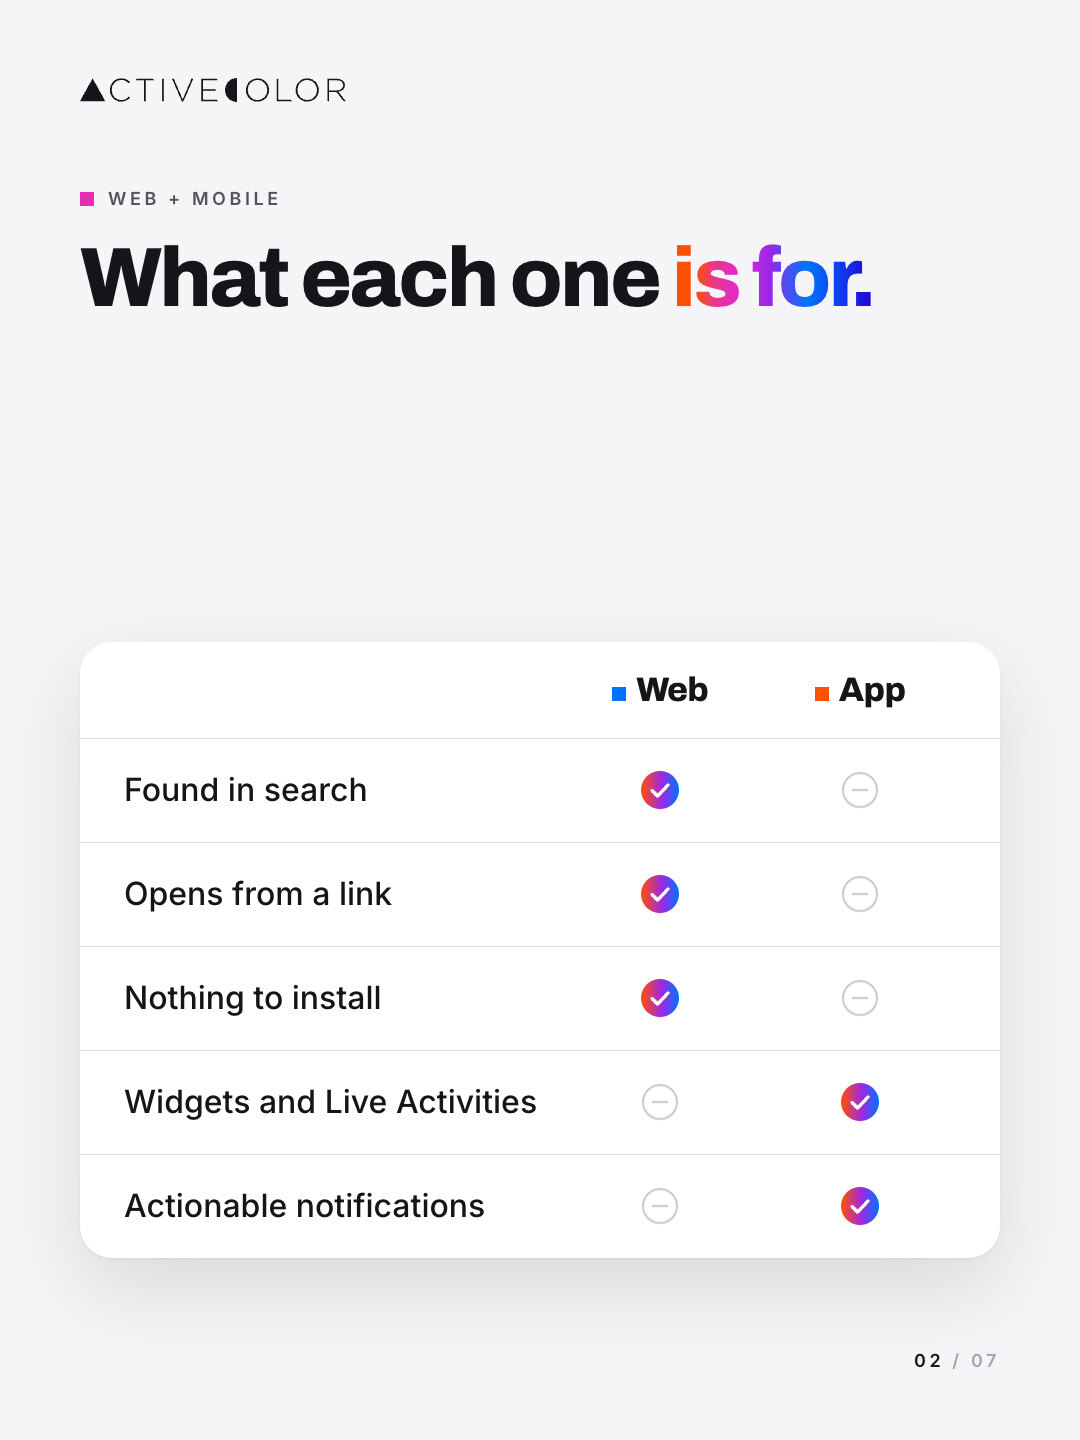 ACTIVECOLOR
WEB + MOBILE
What each one is for.
Web App
Found in search
Opens from a link
Nothing to install
Widgets and Live Activities
Actionable notifications
02 / 07